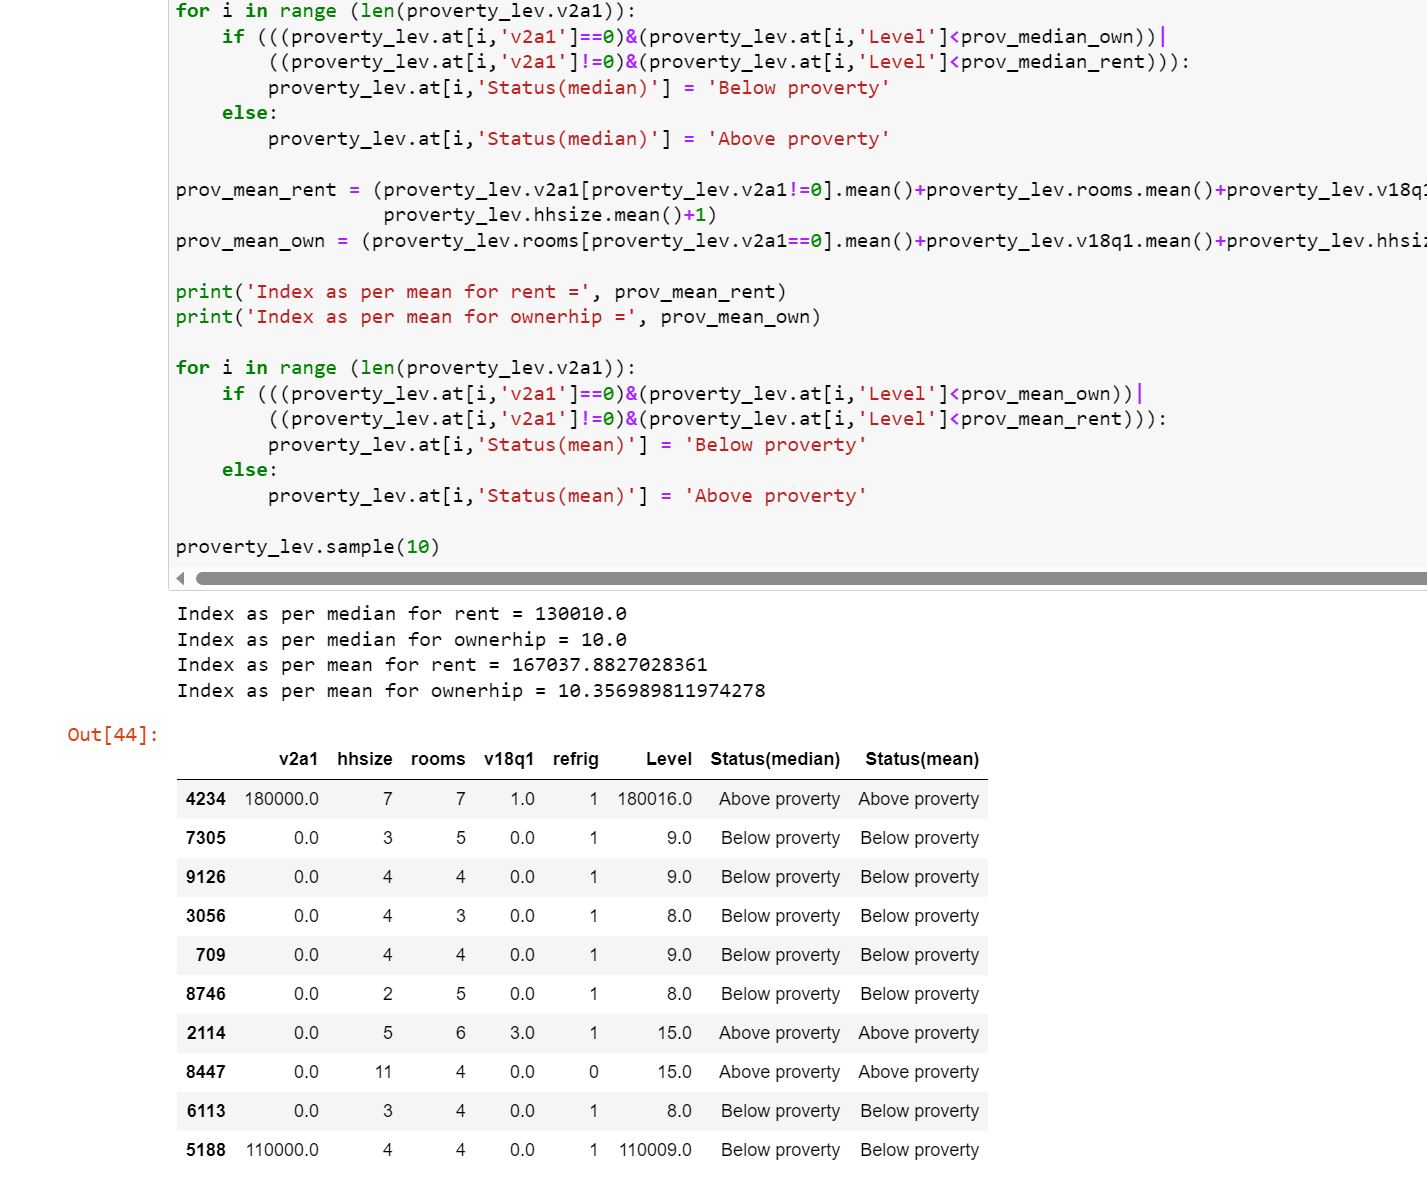 for i in range (len(proverty_lev.v2a1)):
    if (((proverty_lev.at[i,'v2a1']==0)&(proverty_lev.at[i,'Level']<prov_median_own))|
        ((proverty_lev.at[i,'v2a1']!=0)&(proverty_lev.at[i,'Level']<prov_median_rent))):
        proverty_lev.at[i,'Status(median)'] = 'Below proverty'
    else:
        proverty_lev.at[i,'Status(median)'] = 'Above proverty'
prov_mean_rent = (proverty_lev.v2a1[proverty_lev.v2a1!=0].mean()+proverty_lev.rooms.mean()+proverty_lev.v18q1
                  proverty_lev.hhsize.mean()+1)
prov_mean_own = (proverty_lev.rooms[proverty_lev.v2a1==0].mean()+proverty_lev.v18q1.mean()+proverty_lev.hhsiz
print('Index as per mean for rent =', prov_mean_rent)
print('Index as per mean for ownerhip =', prov_mean_own)
for i in range (len(proverty_lev.v2a1)):
    if (((proverty_lev.at[i,'v2a1']==0)&(proverty_lev.at[i,'Level']<prov_mean_own))|
        ((proverty_lev.at[i,'v2a1']!=0)&(proverty_lev.at[i,'Level']<prov_mean_rent))):
        proverty_lev.at[i,'Status(mean)'] = 'Below proverty'
    else:
        proverty_lev.at[i,'Status(mean)'] = 'Above proverty'
proverty_lev.sample(10)
Index as per median for rent = 130010.0
Index as per median for ownerhip = 10.0
Index as per mean for rent = 167037.8827028361
Index as per mean for ownerhip = 10.356989811974278
Out[44]:
v2a1 hhsize rooms v18q1 refrig Level Status(median) Status(mean)
4234 180000.0 7 7 1.0 1 180016.0 Above proverty Above proverty
7305 0.0 3 5 0.0 1 9.0 Below proverty Below proverty
9126 0.0 4 4 0.0 1 9.0 Below proverty Below proverty
3056 0.0 4 3 0.0 1 8.0 Below proverty Below proverty
709 0.0 4 4 0.0 1 9.0 Below proverty Below proverty
8746 0.0 2 5 0.0 1 8.0 Below proverty Below proverty
2114 0.0 5 6 3.0 1 15.0 Above proverty Above proverty
8447 0.0 11 4 0.0 0 15.0 Above proverty Above proverty
6113 0.0 3 4 0.0 1 8.0 Below proverty Below proverty
5188 110000.0 4 4 0.0 1 110009.0 Below proverty Below proverty